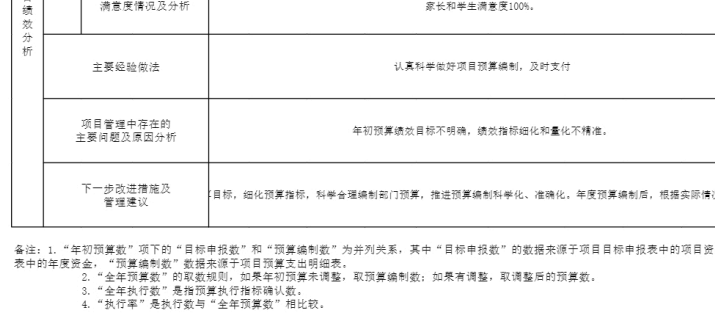 绩
效
分
析
满意度情况及分析
家长和学生满意度100%。
主要经验做法
认真科学做好项目预算编制，及时支付
项目管理中存在的
主要问题及原因分析
年初预算绩效目标不明确，绩效指标细化和量化不精准。
下一步改进措施及
管理建议
目标，细化预算指标，科学合理编制部门预算，推进预算编制科学化、准确化。年度预算编制后，根据实际情
备注：1.“年初预算数”项下的“目标申报数”和“预算编制数”为并列关系，其中“目标申报数”的数据来源于项目目标申报表中的项目资
表中的年度资金，“预算编制数”数据来源于项目预算支出明细表。
2.“全年预算数”的取数规则，如果年初预算未调整，取预算编制数；如果有调整，取调整后的预算数。
3.“全年执行数”是指预算执行指标确认数。
4.“执行率”是执行数与“全年预算数”相比较。